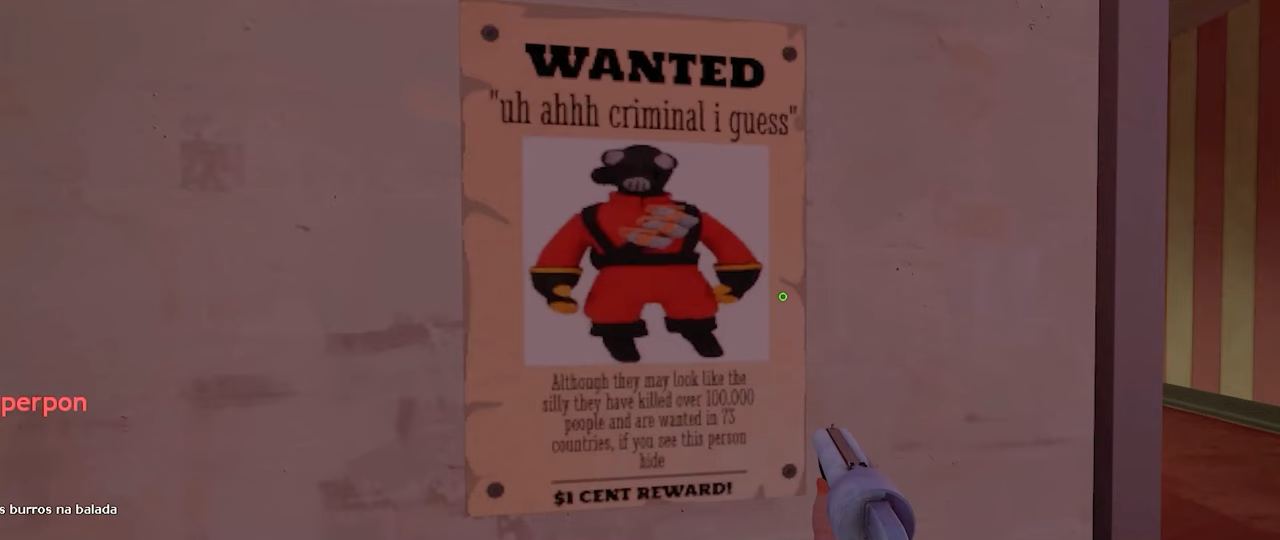 WANTED
"uh ahhh criminal i guess"
Although they may look like the
silly they have killed over 100.000
people and are wanted in 73
countries, if you see this person
hide
$1 CENT REWARD!
perpon
s burros na balada